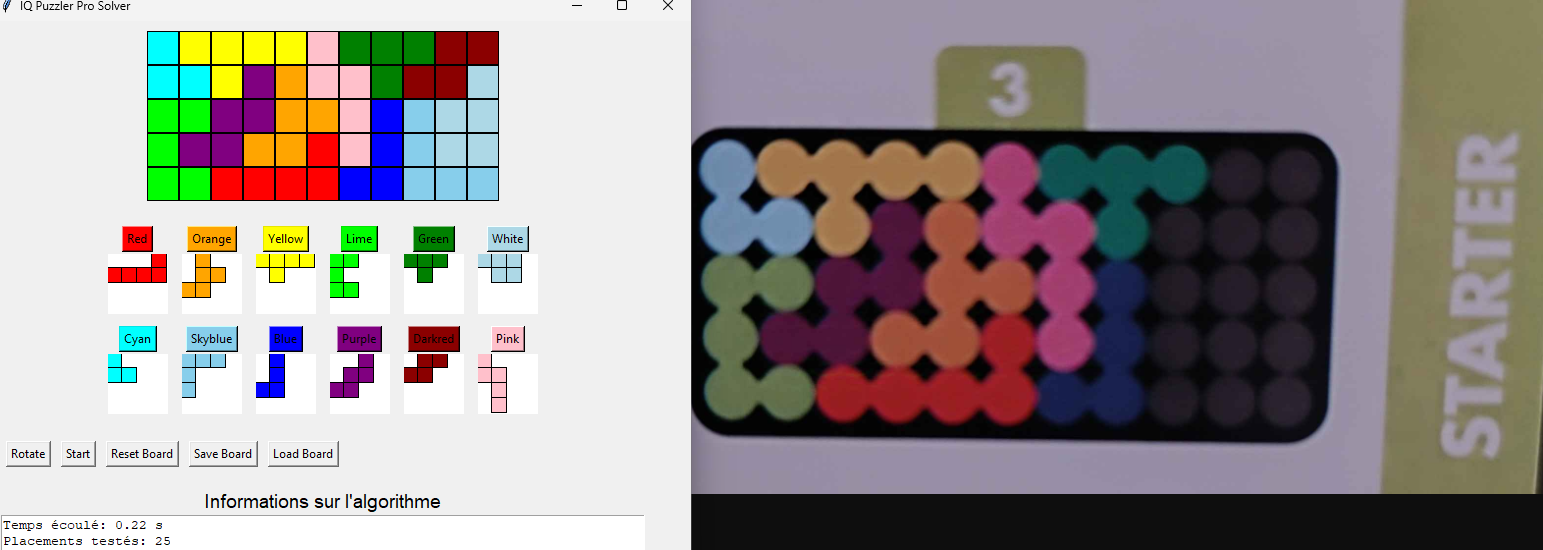 IQ Puzzler Pro Solver
Red
Orange
Yellow
Lime
Green
White
Cyan
Skyblue
Blue
Purple
Darkred
Pink
Rotate
Start
Reset Board
Save Board
Load Board
Informations sur l'algorithme
Temps écoulé: 0.22 s
Placements testés: 25
3
STARTER